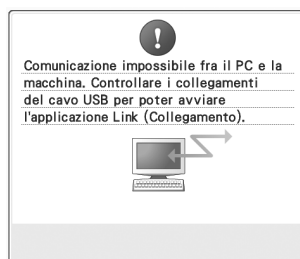 Comunicazione impossibile fra il PC e la
macchina. Controllare i collegamenti
del cavo USB per poter avviare
l'applicazione Link (Collegamento).